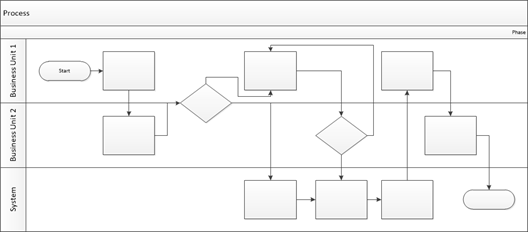 Process
Phase
Business Unit 1
Start
Business Unit 2
System